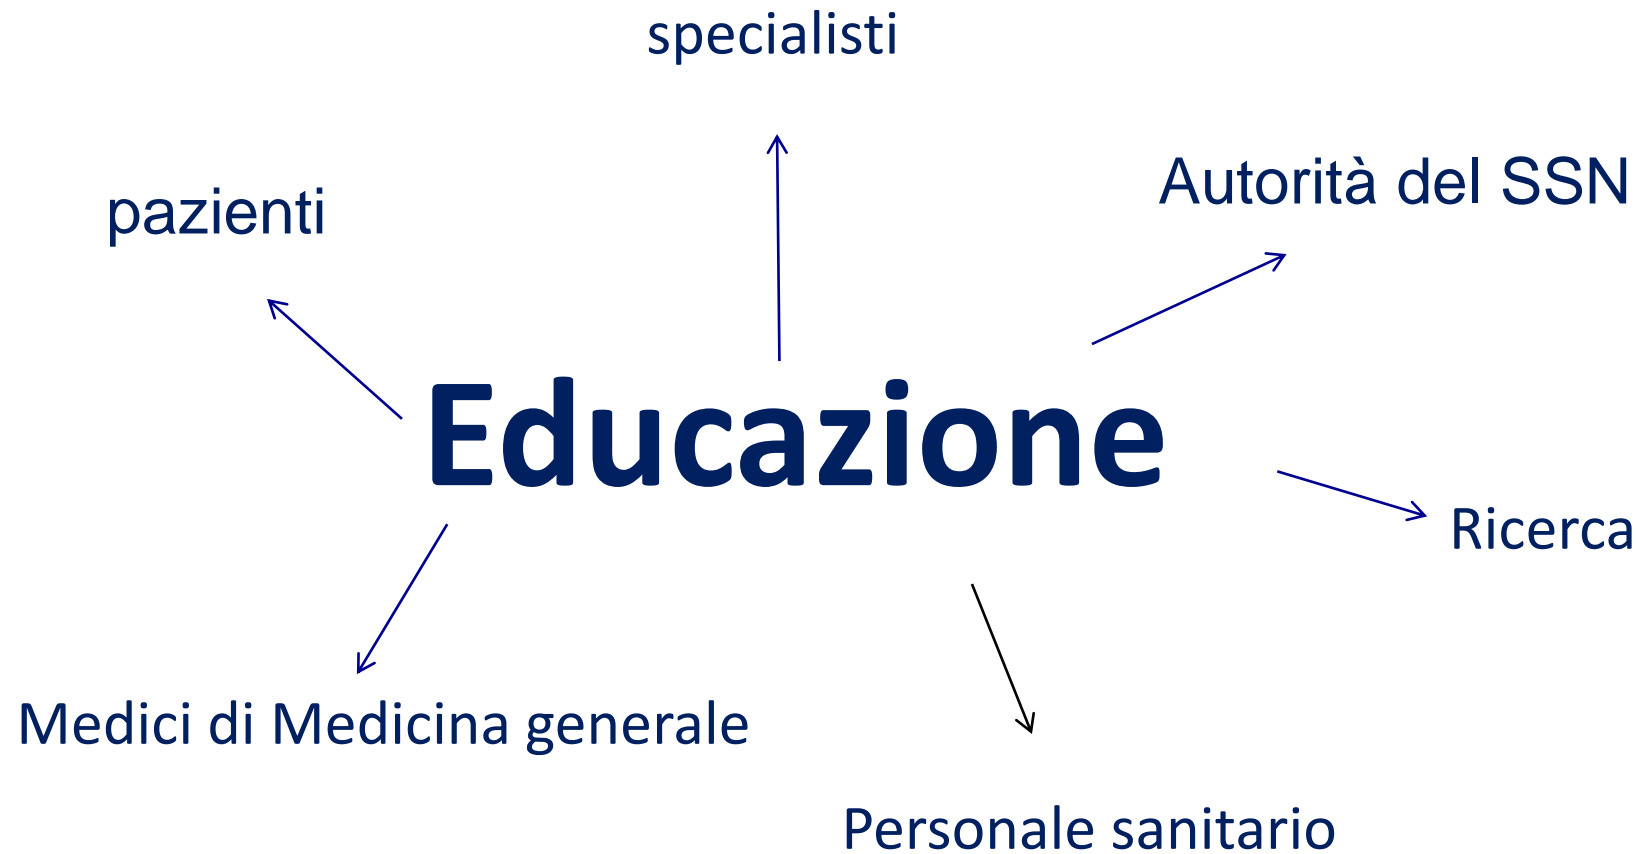 specialisti
Autorità del SSN
pazienti
Educazione
Ricerca
Medici di Medicina generale
Personale sanitario